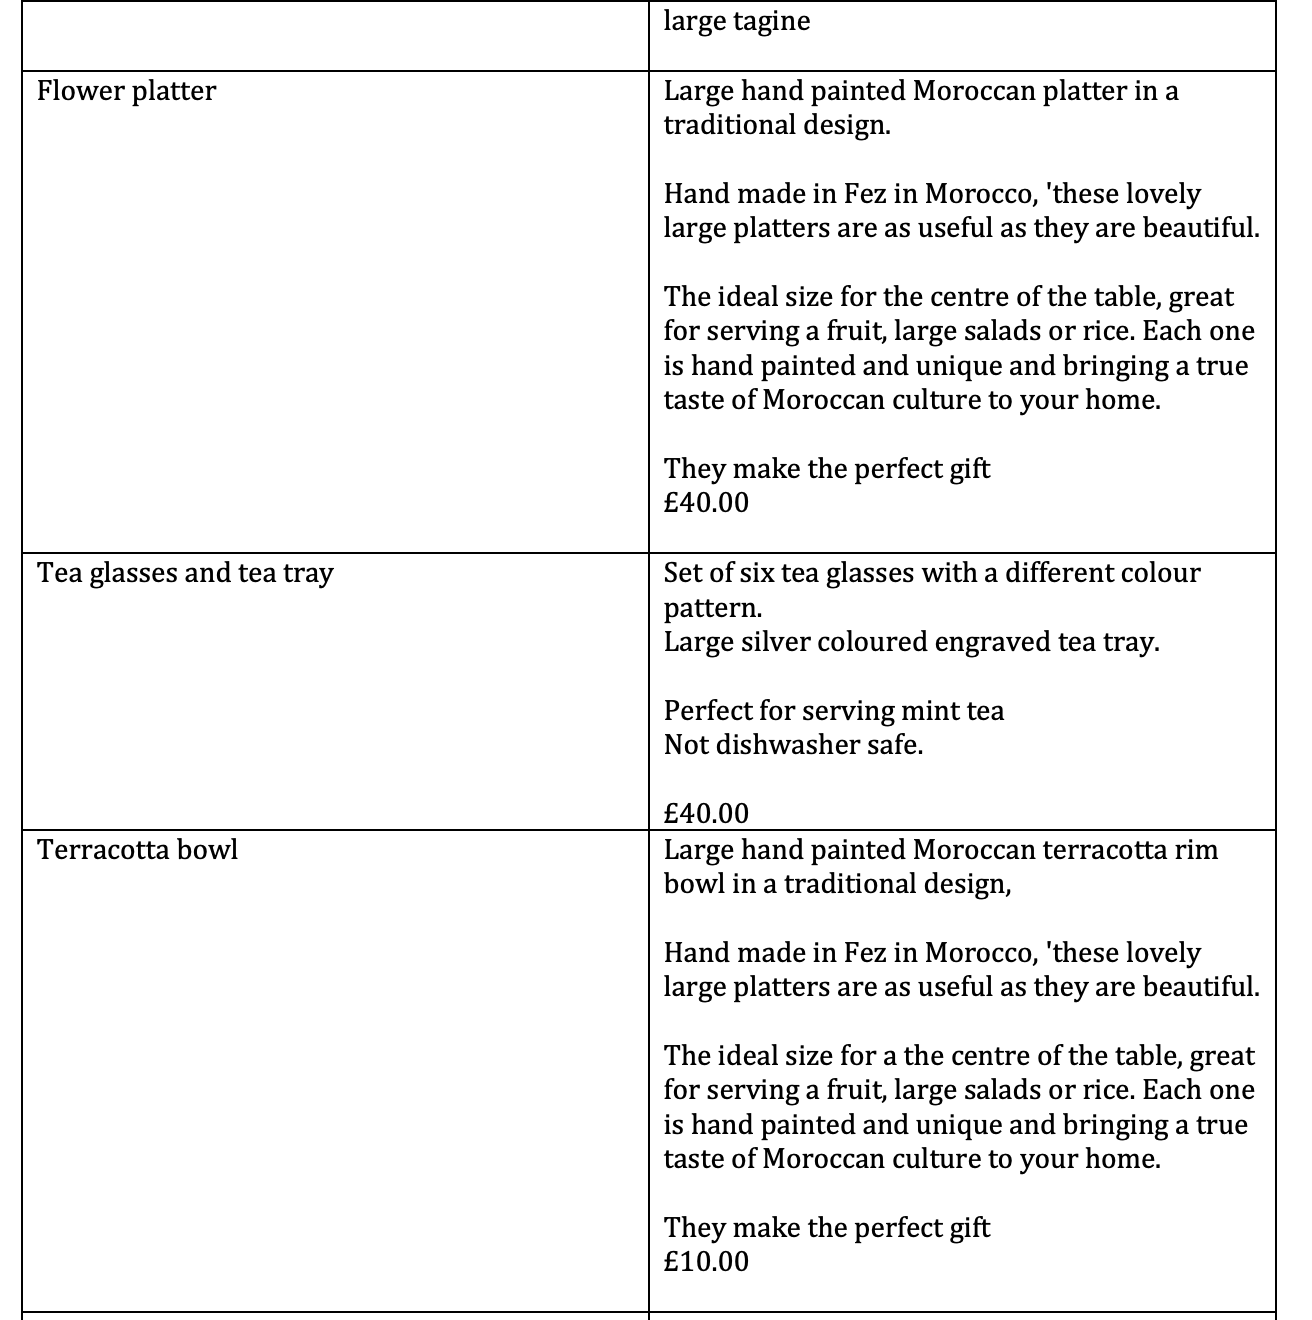 large tagine
Flower platter
Large hand painted Moroccan platter in a
traditional design.
Hand made in Fez in Morocco, 'these lovely
large platters are as useful as they are beautiful.
The ideal size for the centre of the table, great
for serving a fruit, large salads or rice. Each one
is hand painted and unique and bringing a true
taste of Moroccan culture to your home.
They make the perfect gift
£40.00
Tea glasses and tea tray
Set of six tea glasses with a different colour
pattern.
Large silver coloured engraved tea tray.
Perfect for serving mint tea
Not dishwasher safe.
£40.00
Terracotta bowl
Large hand painted Moroccan terracotta rim
bowl in a traditional design,
Hand made in Fez in Morocco, 'these lovely
large platters are as useful as they are beautiful.
The ideal size for a the centre of the table, great
for serving a fruit, large salads or rice. Each one
is hand painted and unique and bringing a true
taste of Moroccan culture to your home.
They make the perfect gift
£10.00